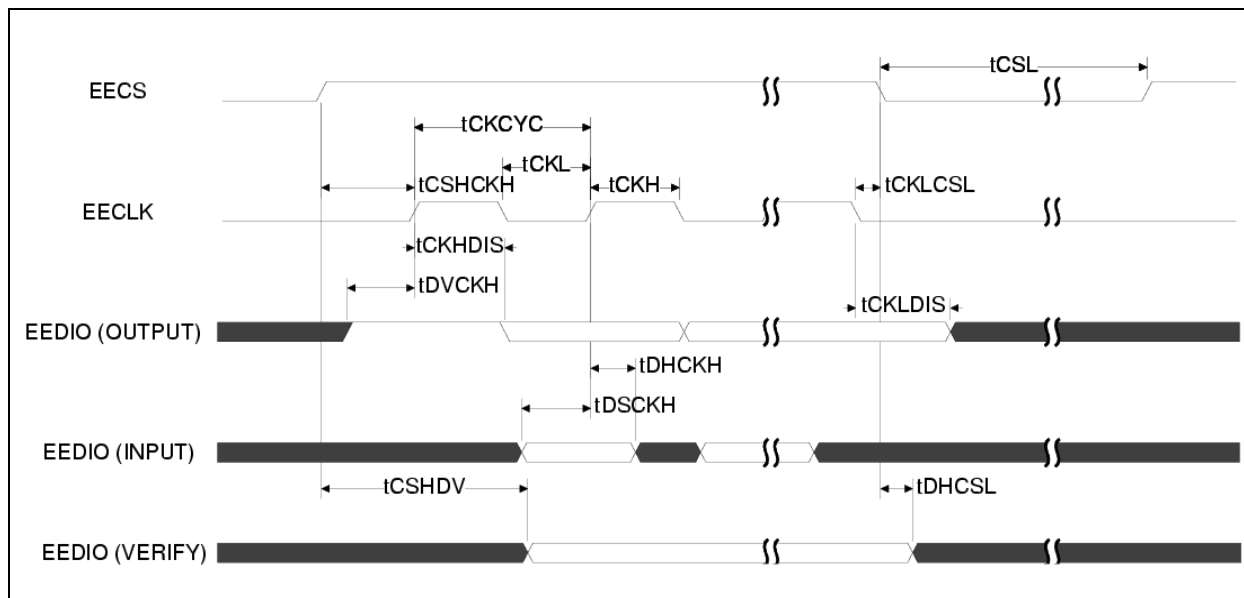 tCSL
EECS
tCKCYC
tCKL
tCSHCKH
tCKH
tCKLCSL
EECLK
tCKHDIS
tDVCKH
tCKLDIS
EEDIO (OUTPUT)
tDHCKH
tDSCKH
EEDIO (INPUT)
tCSHDV
tDHCSL
EEDIO (VERIFY)